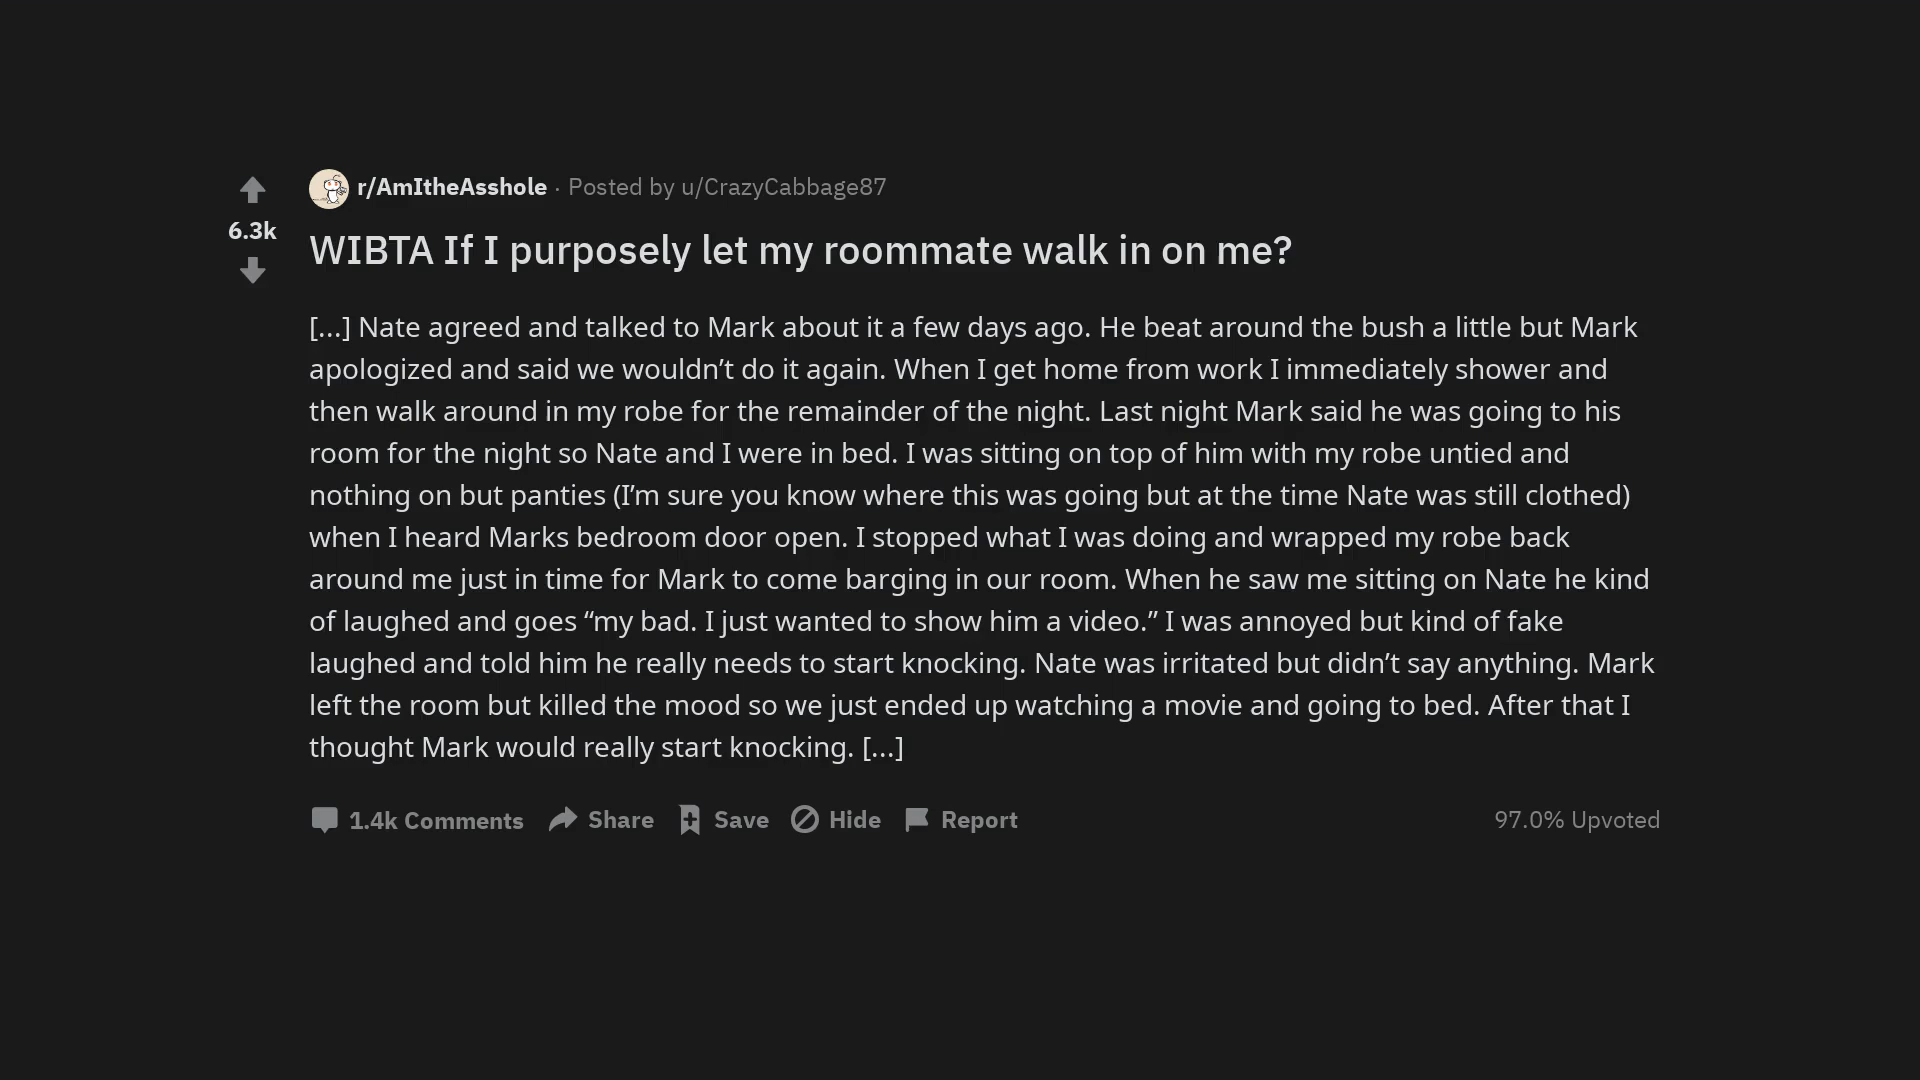 r/AmItheAsshole · Posted by u/CrazyCabbage87
6.3k
WIBTA If I purposely let my roommate walk in on me?
[...] Nate agreed and talked to Mark about it a few days ago. He beat around the bush a little but Mark
apologized and said we wouldn’t do it again. When I get home from work I immediately shower and
then walk around in my robe for the remainder of the night. Last night Mark said he was going to his
room for the night so Nate and I were in bed. I was sitting on top of him with my robe untied and
nothing on but panties (I’m sure you know where this was going but at the time Nate was still clothed)
when I heard Marks bedroom door open. I stopped what I was doing and wrapped my robe back
around me just in time for Mark to come barging in our room. When he saw me sitting on Nate he kind
of laughed and goes “my bad. I just wanted to show him a video.” I was annoyed but kind of fake
laughed and told him he really needs to start knocking. Nate was irritated but didn’t say anything. Mark
left the room but killed the mood so we just ended up watching a movie and going to bed. After that I
thought Mark would really start knocking. [...]
1.4k Comments Share Save Hide Report 97.0% Upvoted